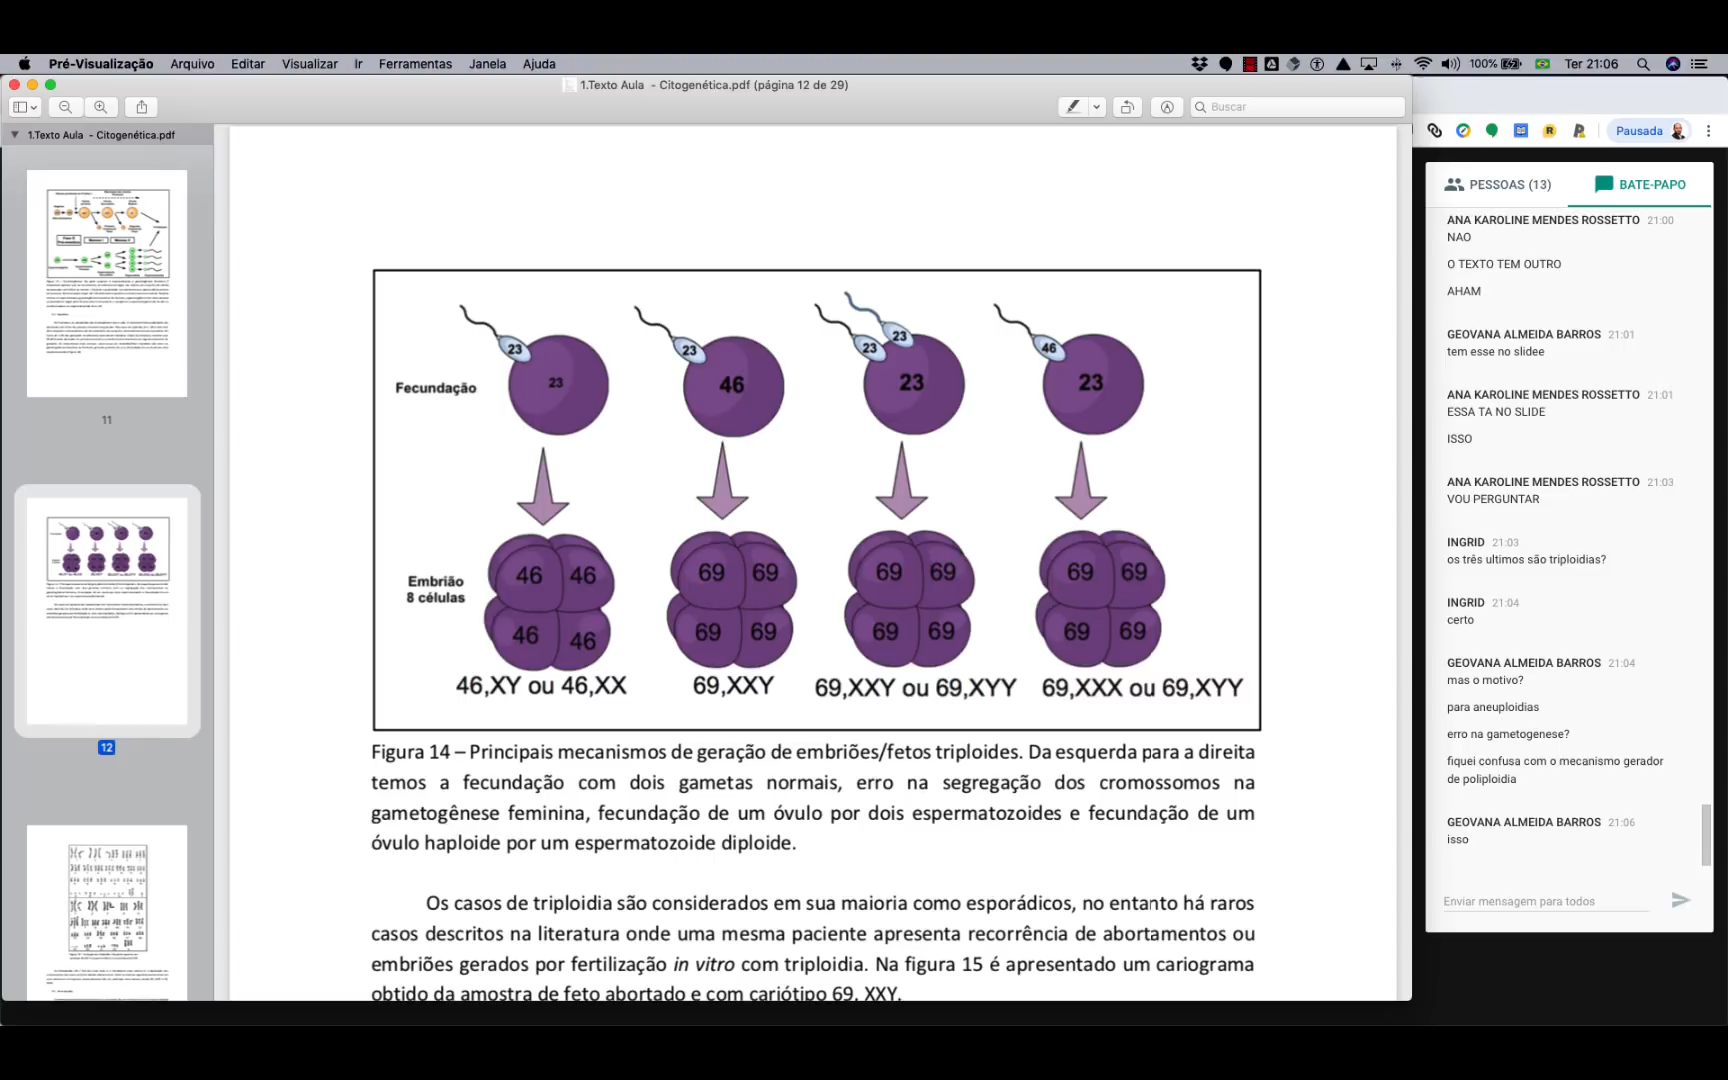 Pré-Visualização Arquivo Editar Visualizar Ir Ferramentas Janela Ajuda
100% Ter 21:06
1.Texto Aula - Citogenética.pdf (página 12 de 29)
Buscar
1.Texto Aula - Citogenética.pdf
11
12
23 23 23 46 23 23 23 46 23
Fecundação
Embrião
8 células
46 46 69 69 69 69 69 69
46 46 69 69 69 69 69 69
46,XY ou 46,XX 69,XXY 69,XXY ou 69,XYY 69,XXX ou 69,XYY
Figura 14 – Principais mecanismos de geração de embriões/fetos triploides. Da esquerda para a direita
temos a fecundação com dois gametas normais, erro na segregação dos cromossomos na
gametogênese feminina, fecundação de um óvulo por dois espermatozoides e fecundação de um
óvulo haploide por um espermatozoide diploide.
Os casos de triploidia são considerados em sua maioria como esporádicos, no entanto há raros
casos descritos na literatura onde uma mesma paciente apresenta recorrência de abortamentos ou
embriões gerados por fertilização in vitro com triploidia. Na figura 15 é apresentado um cariograma
obtido da amostra de feto abortado e com cariótipo 69, XXY.
Pausada
PESSOAS (13) BATE-PAPO
ANA KAROLINE MENDES ROSSETTO 21:00
NAO
O TEXTO TEM OUTRO
AHAM
GEOVANA ALMEIDA BARROS 21:01
tem esse no slidee
ANA KAROLINE MENDES ROSSETTO 21:01
ESSA TA NO SLIDE
ISSO
ANA KAROLINE MENDES ROSSETTO 21:03
VOU PERGUNTAR
INGRID 21:03
os três ultimos são triploidias?
INGRID 21:04
certo
GEOVANA ALMEIDA BARROS 21:04
mas o motivo?
para aneuploidias
erro na gametogenese?
fiquei confusa com o mecanismo gerador
de poliploidia
GEOVANA ALMEIDA BARROS 21:06
isso
Enviar mensagem para todos